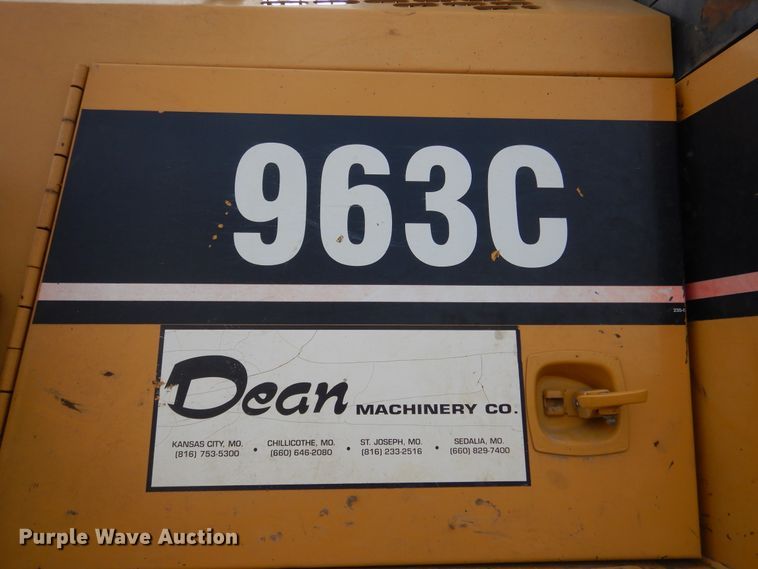 963C
235-
Dean MACHINERY CO.
KANSAS CITY, MO. • CHILLICOTHE, MO. • ST. JOSEPH, MO. • SEDALIA, MO.
(816) 753-5300 (660) 646-2080 (816) 233-2516 (660) 829-7400
Purple Wave Auction